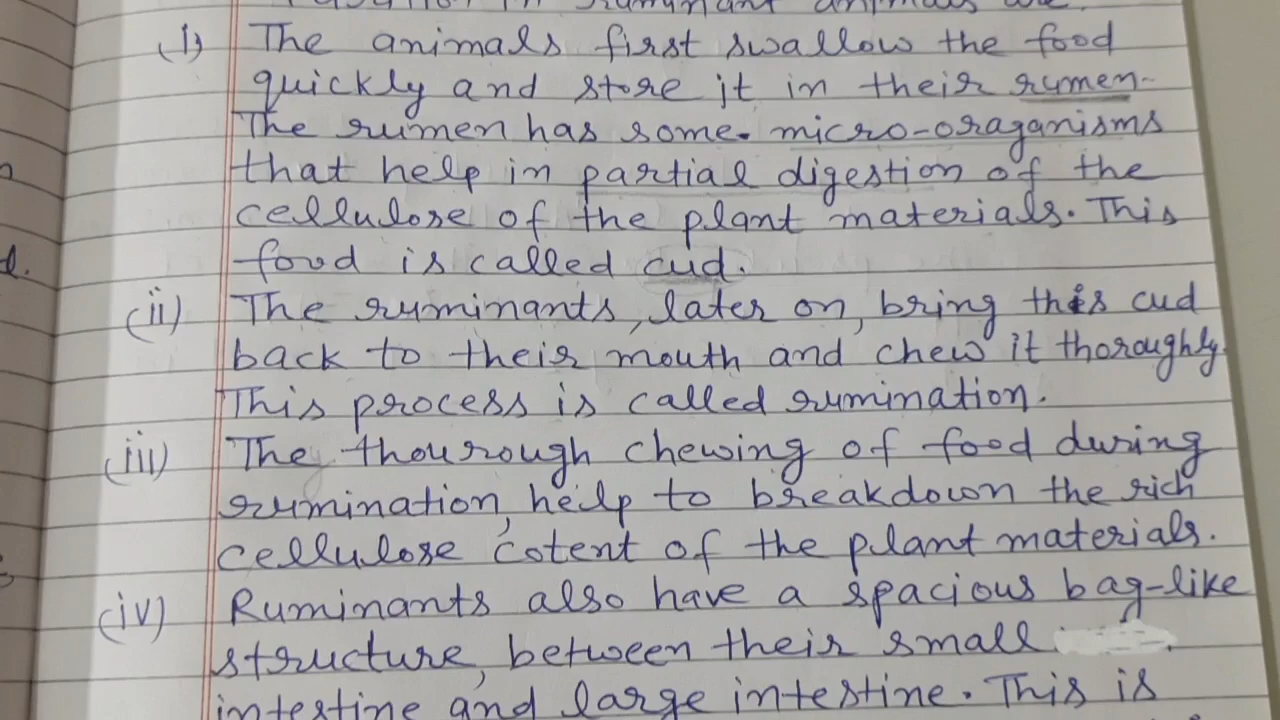 in ruminant animals are
(i) The animals first swallow the food
quickly and store it in their rumen.
The rumen has some micro-oraganisms
that help in partial digestion of the
cellulose of the plant materials. This
food is called cud.
(ii) The ruminants, later on, bring this cud
back to their mouth and chew it thoroughly.
This process is called rumination.
(iii) The thourough chewing of food during
rumination, help to breakdown the rich
cellulose cotent of the plant materials.
(iv) Ruminants also have a spacious bag-like
structure, between their small
intestine and large intestine. This is